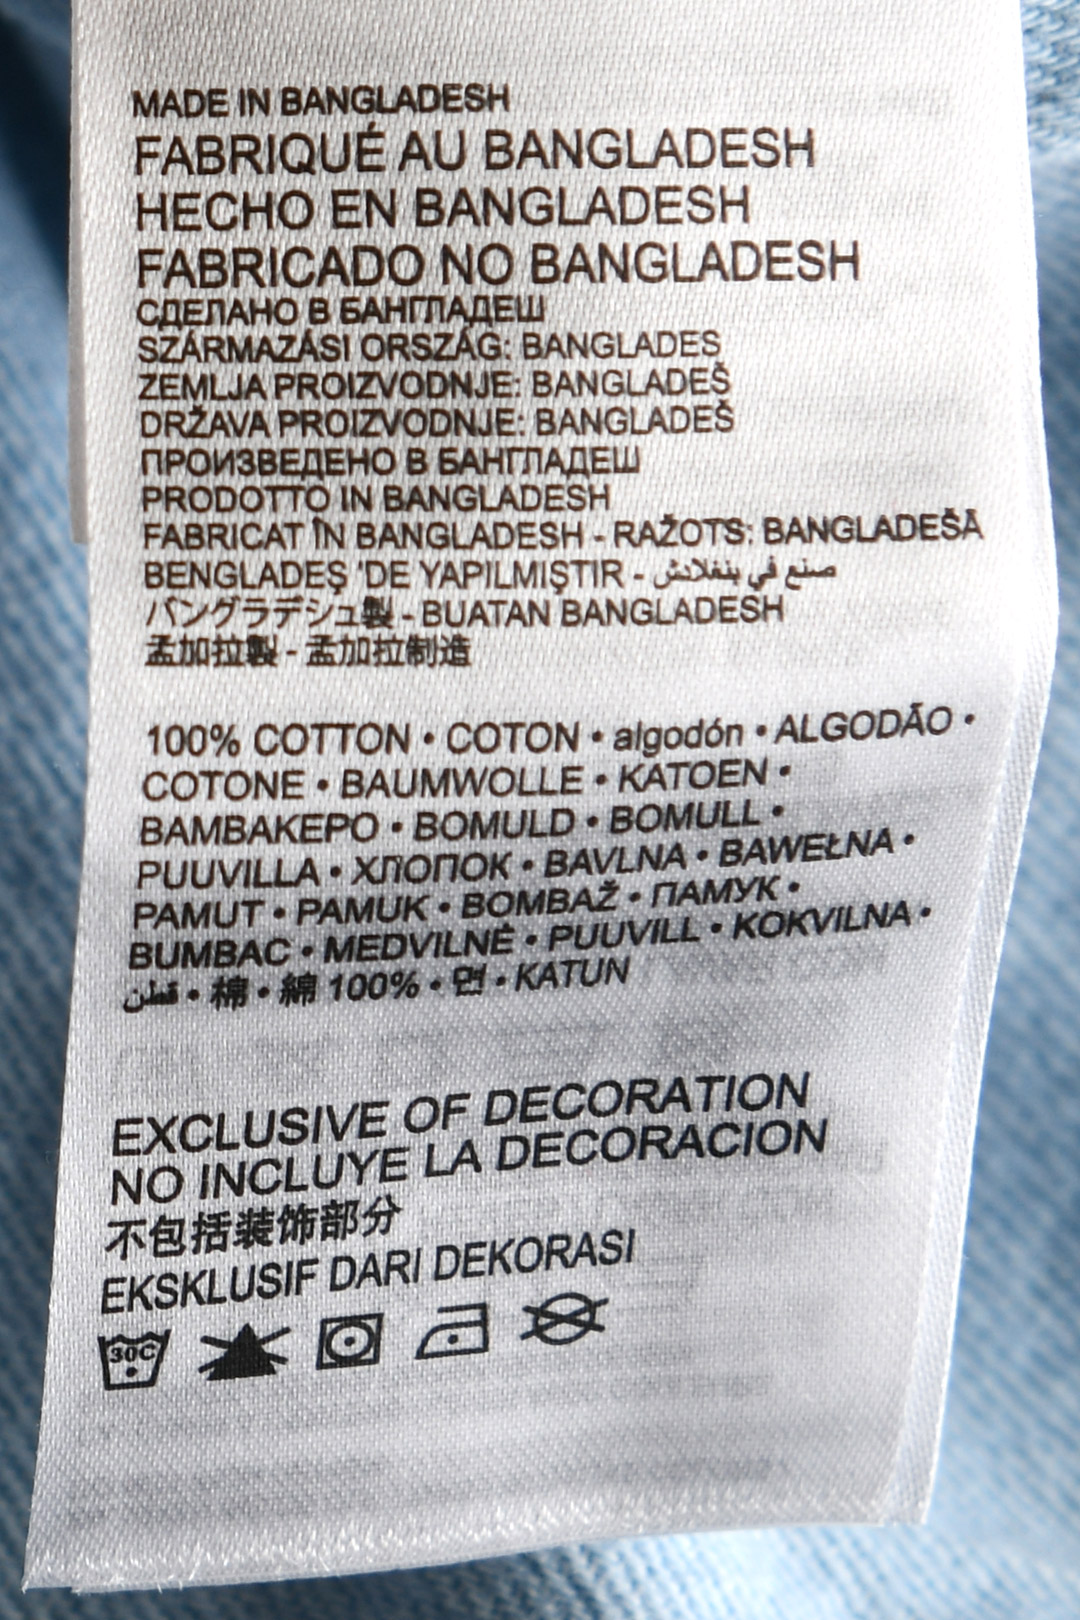 MADE IN BANGLADESH
FABRIQUÉ AU BANGLADESH
HECHO EN BANGLADESH
FABRICADO NO BANGLADESH
СДЕЛАНО В БАНГЛАДЕШ
SZÁRMAZÁSI ORSZÁG: BANGLADES
ZEMLJA PROIZVODNJE: BANGLADEŠ
DRŽAVA PROIZVODNJE: BANGLADEŠ
ПРОИЗВЕДЕНО В БАНГЛАДЕШ
PRODOTTO IN BANGLADESH
FABRICAT ÎN BANGLADESH - RAŽOTS: BANGLADEŠĀ
BENGLADEŞ 'DE YAPILMIŞTIR - صنع في بنغلادش
バングラデシュ製 - BUATAN BANGLADESH
孟加拉製 - 孟加拉制造
100% COTTON • COTON • algodón • ALGODÃO •
COTONE • BAUMWOLLE • KATOEN •
ΒΑΜΒΑΚΕΡΟ • BOMULD • BOMULL •
PUUVILLA • ХЛОПОК • BAVLNA • BAWEŁNA •
PAMUT • PAMUK • BOMBAŽ • ПАМУК •
BUMBAC • MEDVILNĖ • PUUVILL • KOKVILNA •
قطن • 棉 • 綿 100% • 면 • KATUN
EXCLUSIVE OF DECORATION
NO INCLUYE LA DECORACION
不包括装饰部分
EKSKLUSIF DARI DEKORASI
30C